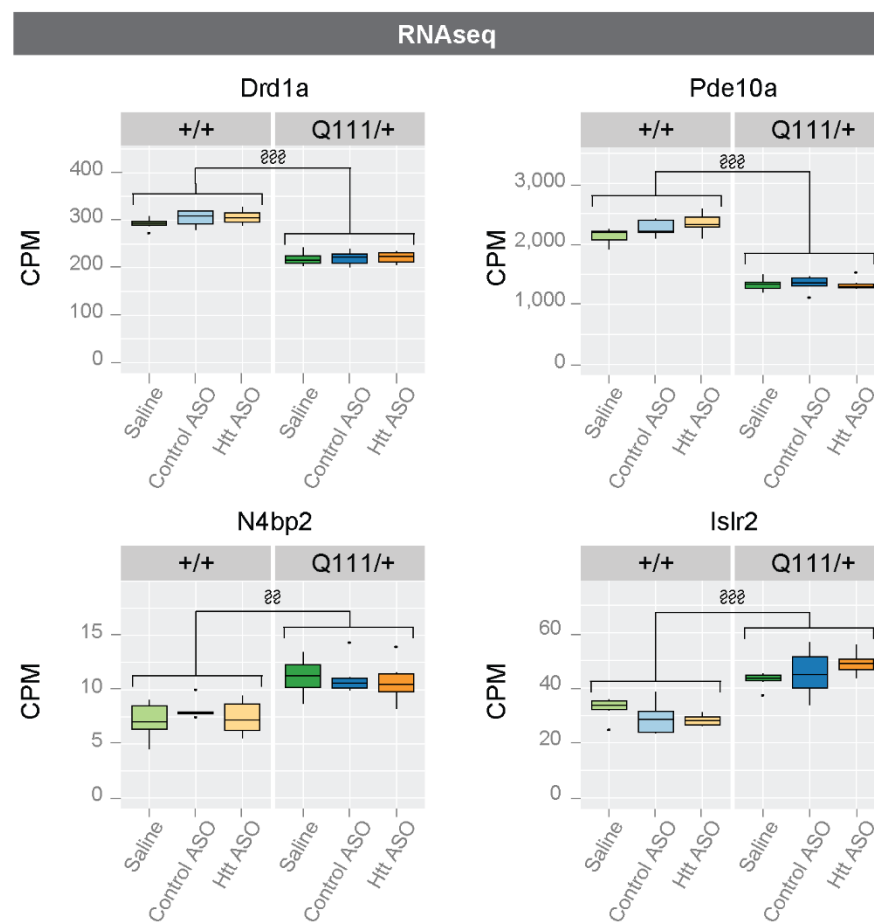 RNAseq
Drd1a
+/+ Q111/+
ƧƧƧ
CPM
400
300
200
100
0
Saline
Control ASO
Htt ASO
Saline
Control ASO
Htt ASO
Pde10a
+/+ Q111/+
CPM
3,000
2,000
1,000
0
Saline
Control ASO
Htt ASO
Saline
Control ASO
Htt ASO
N4bp2
+/+ Q111/+
CPM
15
10
5
0
Saline
Control ASO
Htt ASO
Saline
Control ASO
Htt ASO
Islr2
+/+ Q111/+
CPM
60
40
20
0
Saline
Control ASO
Htt ASO
Saline
Control ASO
Htt ASO